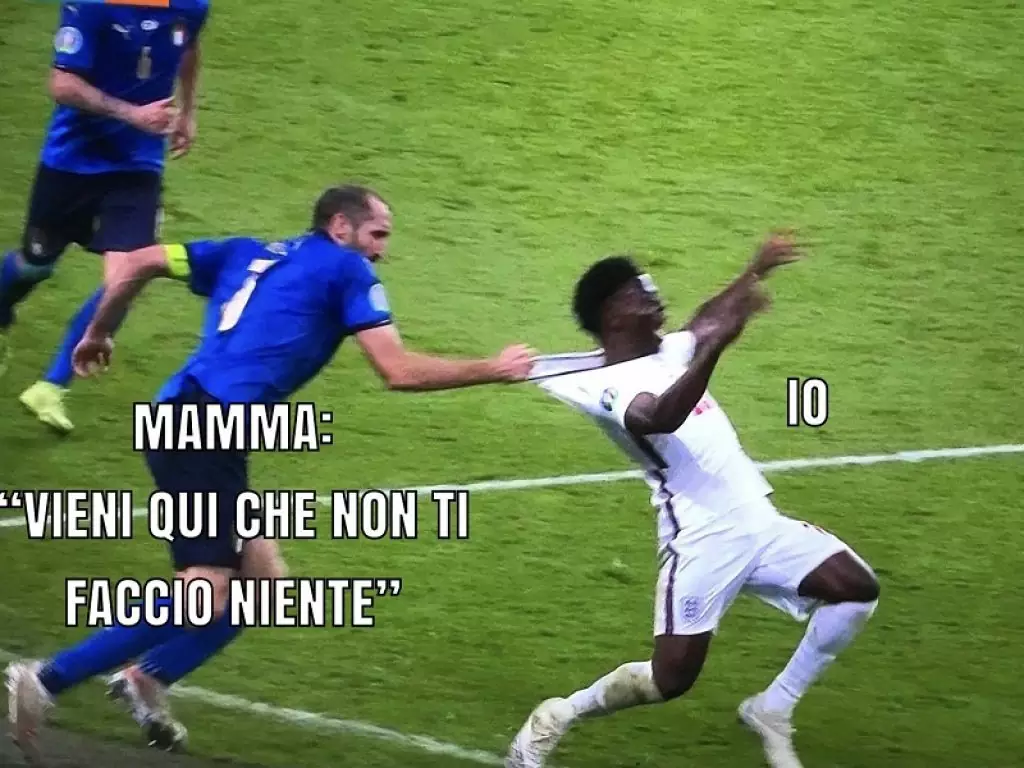 MAMMA:
IO
“VIENI QUI CHE NON TI
FACCIO NIENTE”